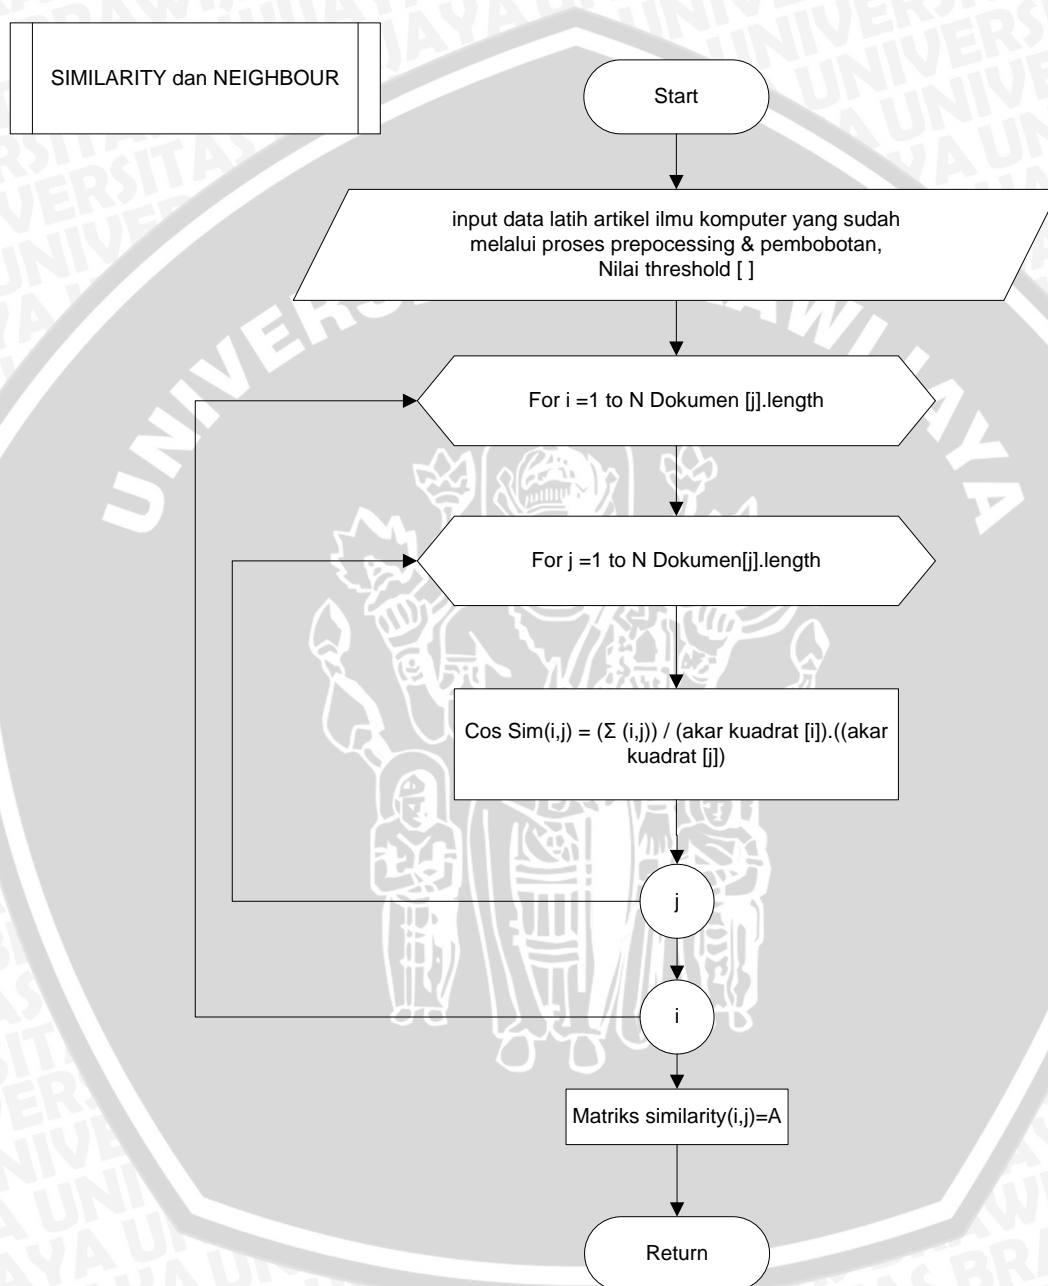 SIMILARITY dan NEIGHBOUR
Start
input data latih artikel ilmu komputer yang sudah
melalui proses prepocessing & pembobotan,
Nilai threshold [ ]
For i =1 to N Dokumen [j].length
For j =1 to N Dokumen[j].length
Cos Sim(i,j) = (Σ (i,j)) / (akar kuadrat [i]).((akar
kuadrat [j])
j
i
Matriks similarity(i,j)=A
Return